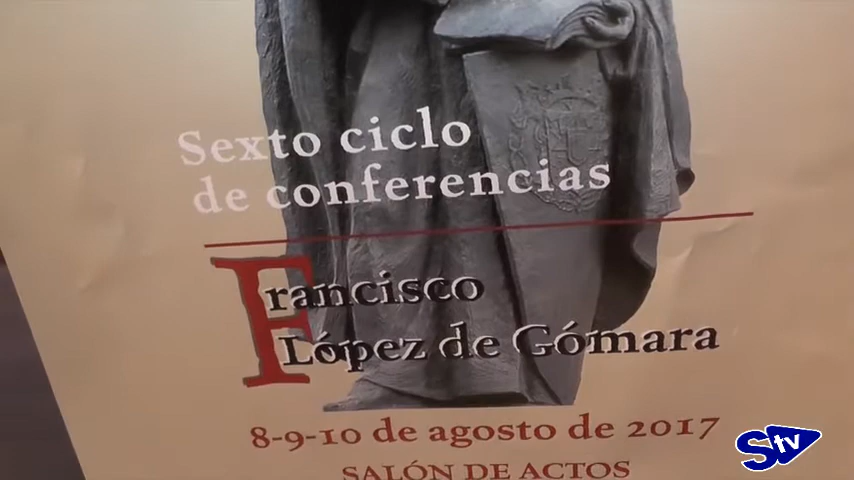 Sexto ciclo
de conferencias
Francisco
López de Gómara
8-9-10 de agosto de 2017
SALÓN DE ACTOS
Stv